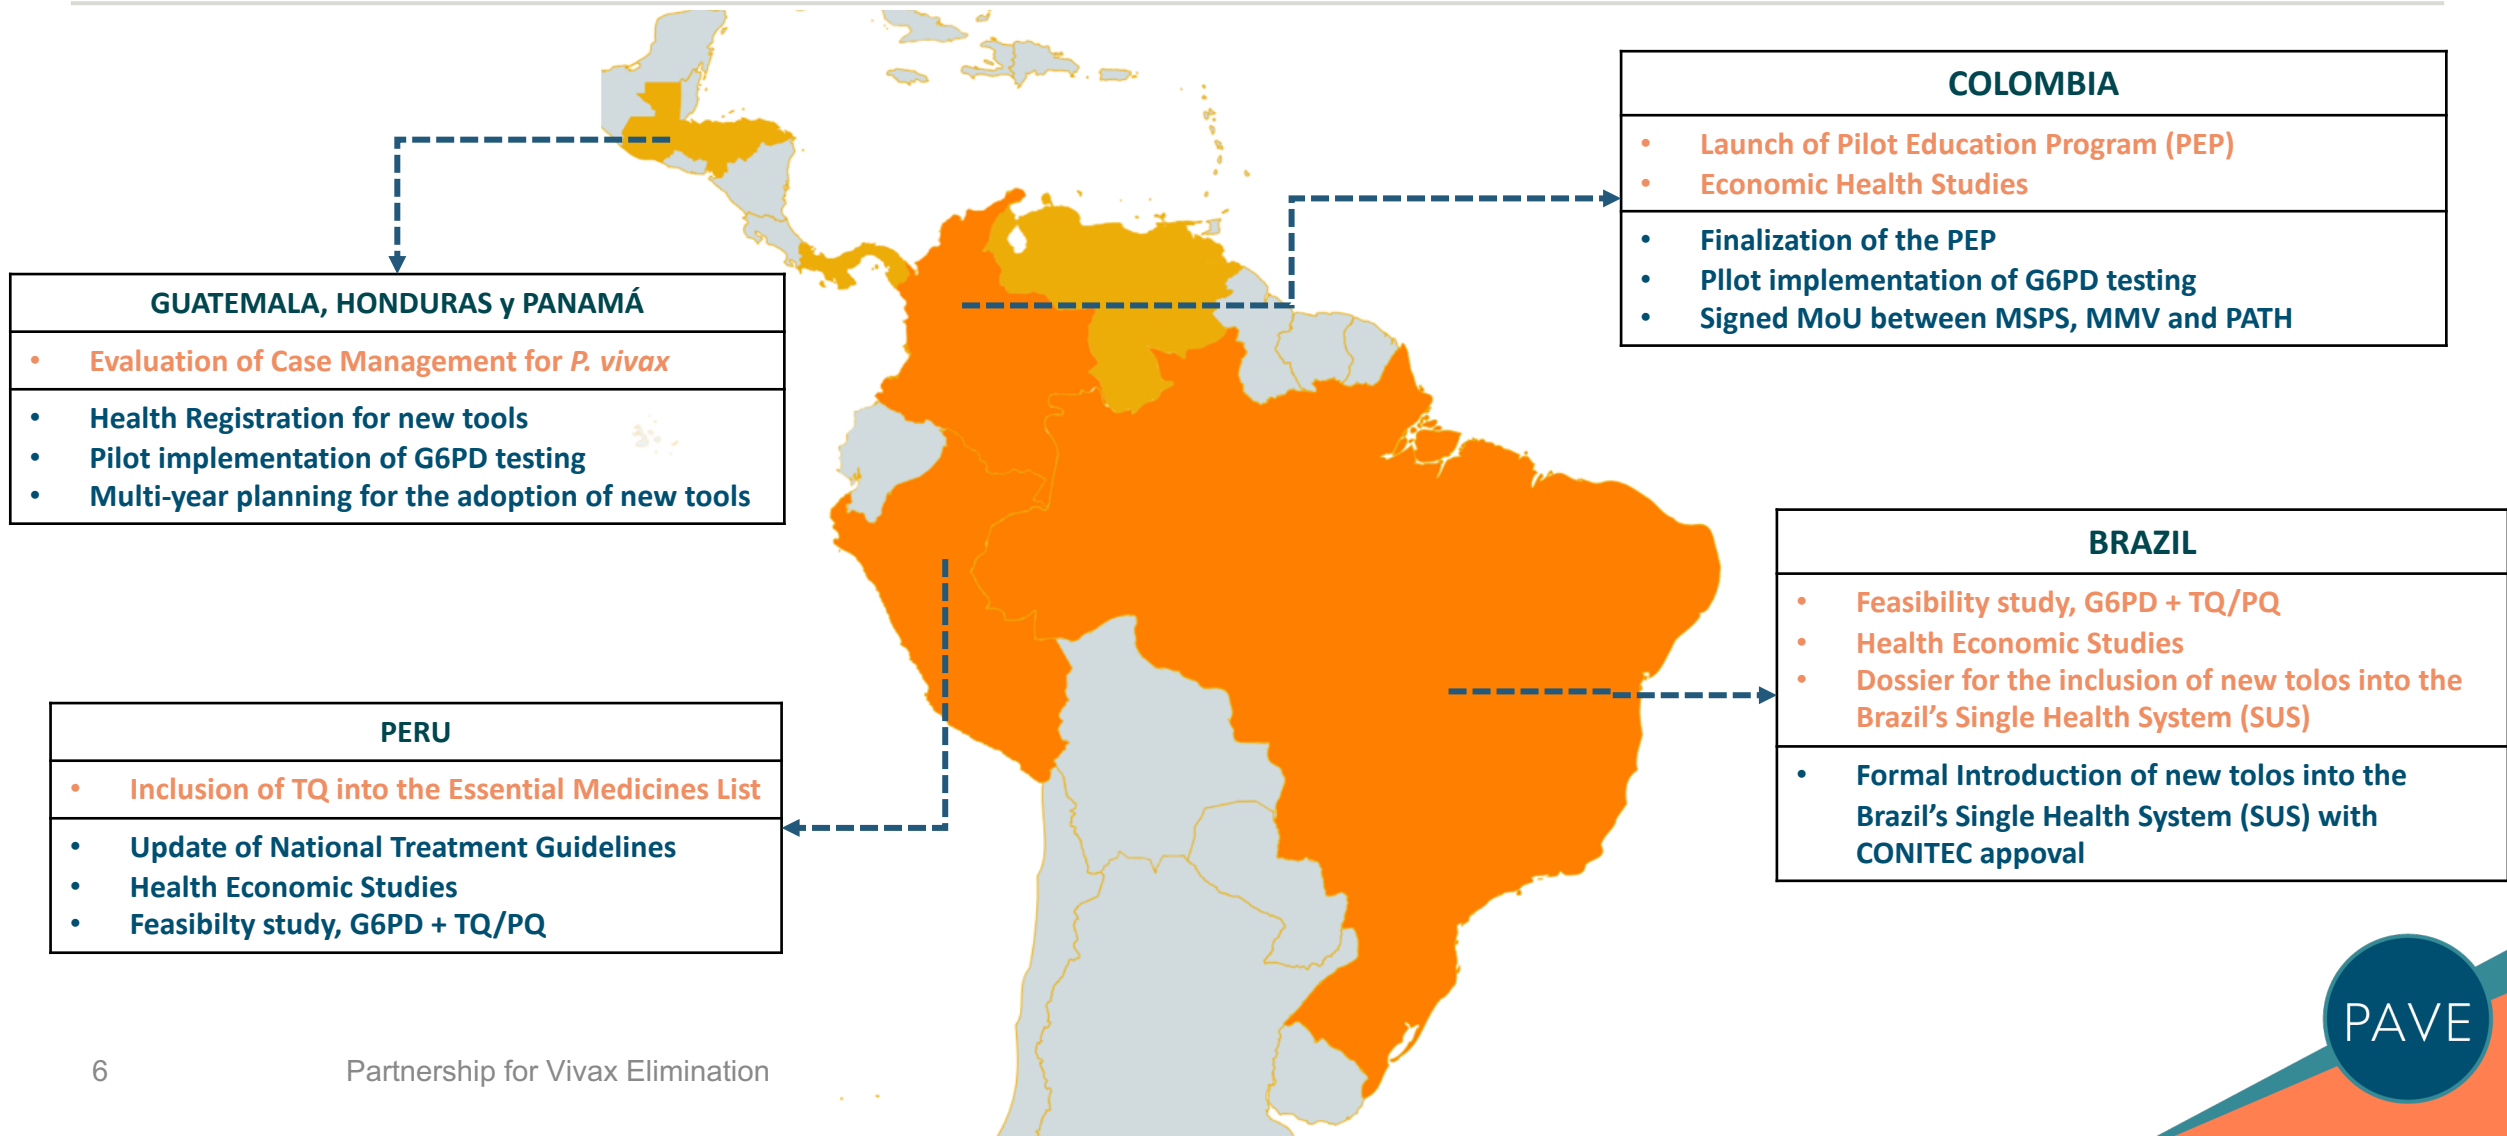 COLOMBIA
• Launch of Pilot Education Program (PEP)
• Economic Health Studies
• Finalization of the PEP
• PIlot implementation of G6PD testing
• Signed MoU between MSPS, MMV and PATH
GUATEMALA, HONDURAS y PANAMÁ
• Evaluation of Case Management for P. vivax
• Health Registration for new tools
• Pilot implementation of G6PD testing
• Multi-year planning for the adoption of new tools
BRAZIL
• Feasibility study, G6PD + TQ/PQ
• Health Economic Studies
• Dossier for the inclusion of new tolos into the
Brazil’s Single Health System (SUS)
• Formal Introduction of new tolos into the
Brazil’s Single Health System (SUS) with
CONITEC appoval
PERU
• Inclusion of TQ into the Essential Medicines List
• Update of National Treatment Guidelines
• Health Economic Studies
• Feasibilty study, G6PD + TQ/PQ
PAVE
6 Partnership for Vivax Elimination